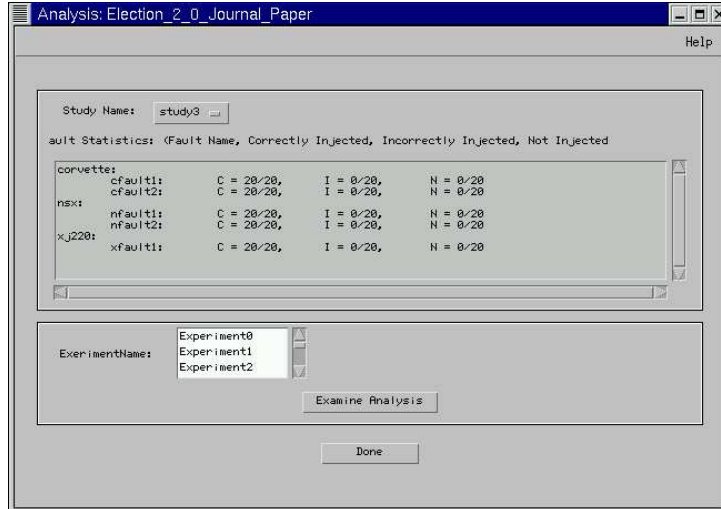 Analysis: Election_2_0_Journal_Paper
Help
Study Name: study3
ault Statistics: (Fault Name, Correctly Injected, Incorrectly Injected, Not Injected
corvette:
cfault1: C = 20/20, I = 0/20, N = 0/20
cfault2: C = 20/20, I = 0/20, N = 0/20
nsx:
nfault1: C = 20/20, I = 0/20, N = 0/20
nfault2: C = 20/20, I = 0/20, N = 0/20
xj220:
xfault1: C = 20/20, I = 0/20, N = 0/20
ExerimentName:
Experiment0
Experiment1
Experiment2
Examine Analysis
Done